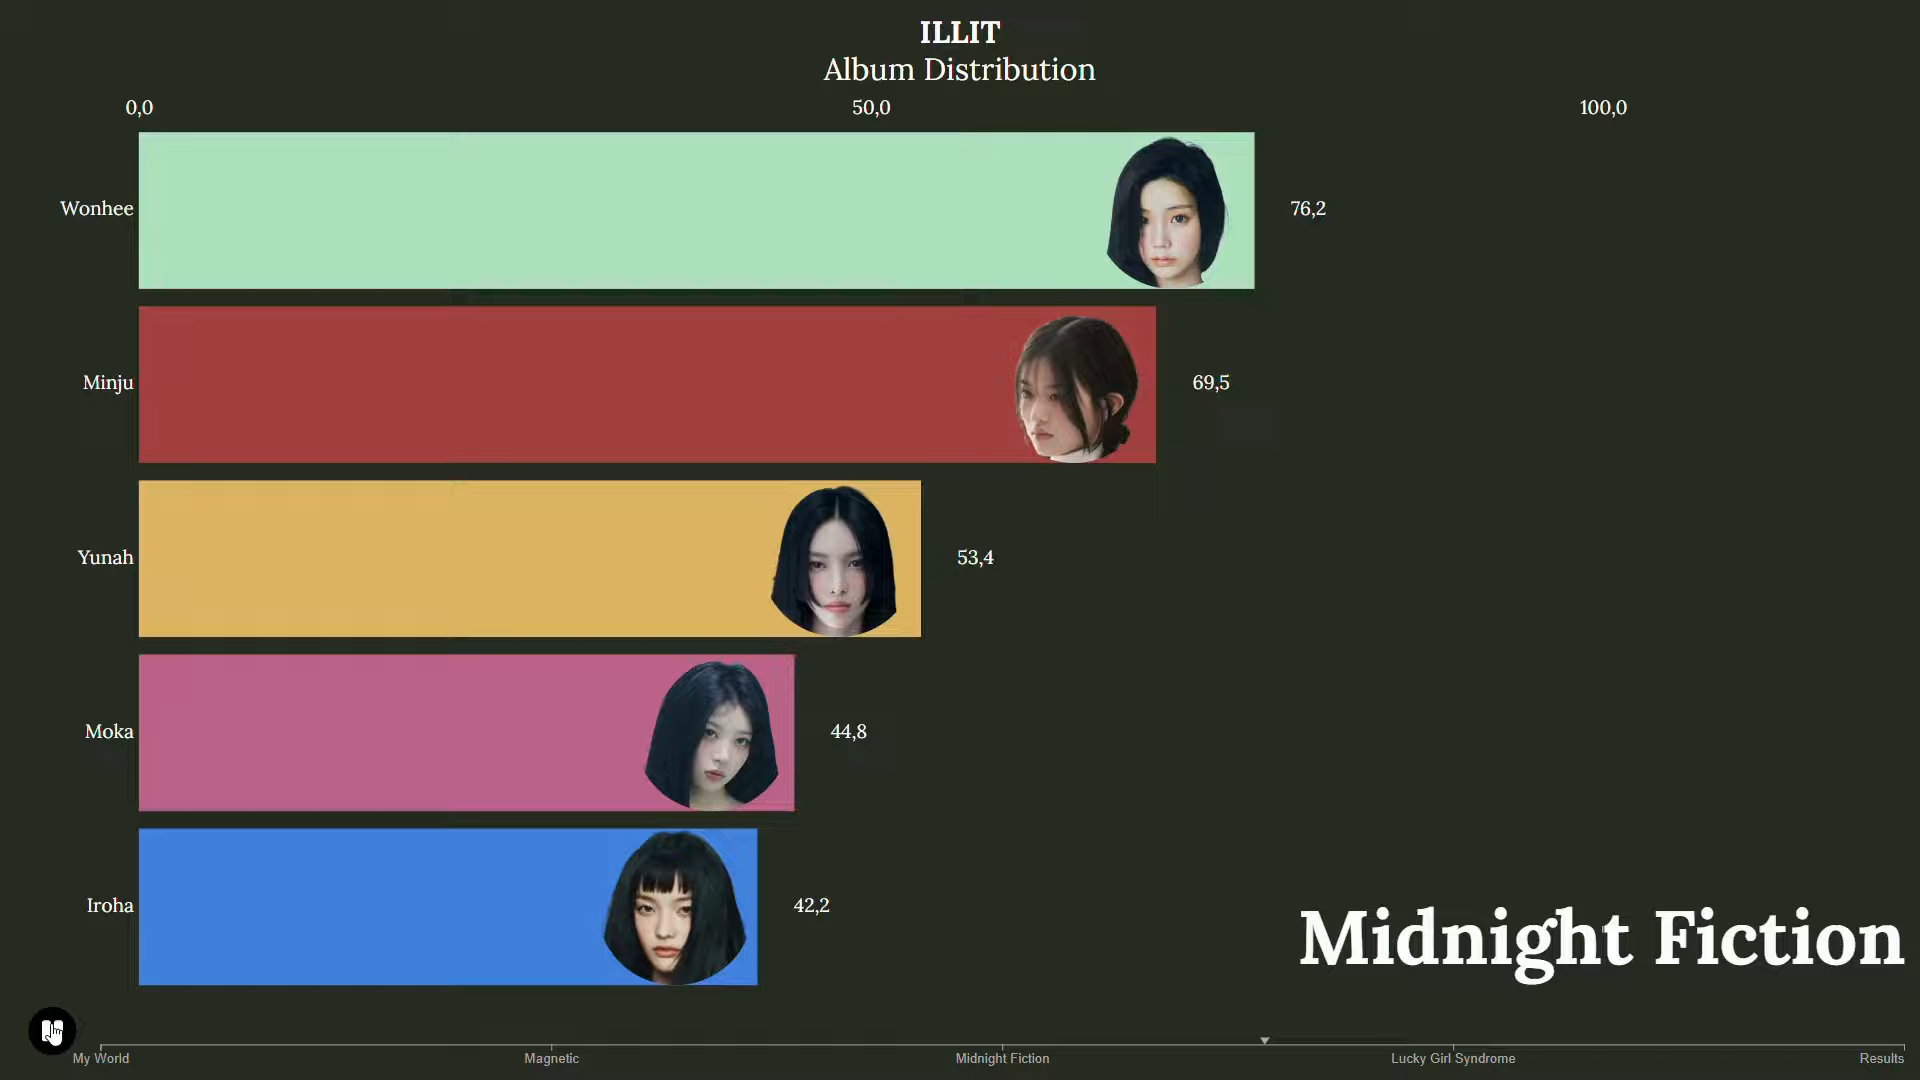 ILLIT
Album Distribution
0,0 50,0 100,0
Wonhee 76,2
Minju 69,5
Yunah 53,4
Moka 44,8
Iroha 42,2
Midnight Fiction
My World Magnetic Midnight Fiction Lucky Girl Syndrome Results